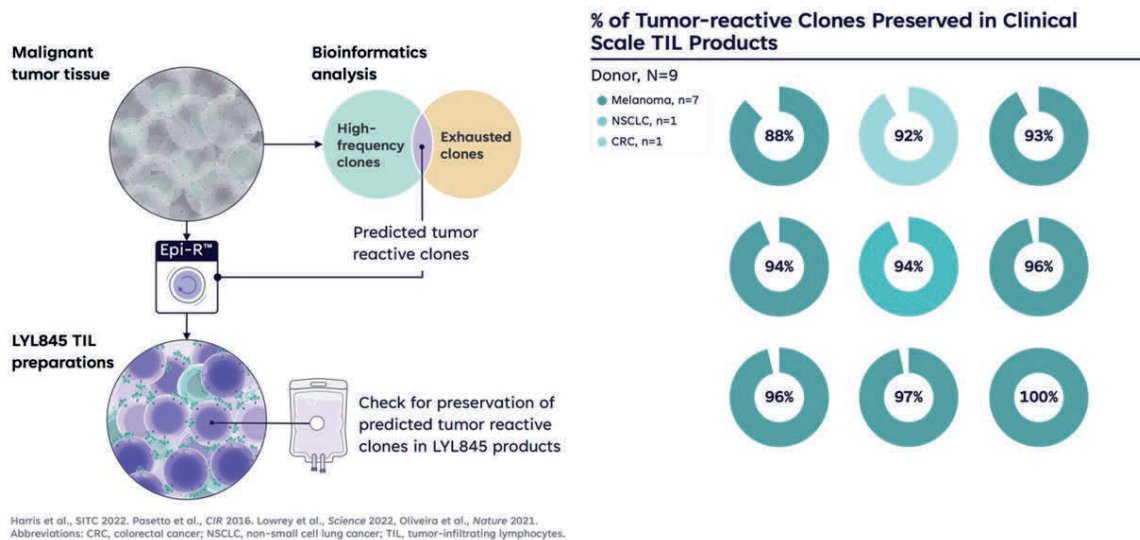 Malignant
tumor tissue
Bioinformatics
analysis
High-
frequency
clones
Exhausted
clones
Predicted tumor
reactive clones
Epi-R™
LYL845 TIL
preparations
Check for preservation of
predicted tumor reactive
clones in LYL845 products
Harris et al., SITC 2022. Pasetto et al., CIR 2016. Lowrey et al., Science 2022, Oliveira et al., Nature 2021.
Abbreviations: CRC, colorectal cancer; NSCLC, non-small cell lung cancer; TIL, tumor-infiltrating lymphocytes.
% of Tumor-reactive Clones Preserved in Clinical
Scale TIL Products
Donor, N=9
Melanoma, n=7
NSCLC, n=1
CRC, n=1
88%
92%
93%
94%
94%
96%
96%
97%
100%